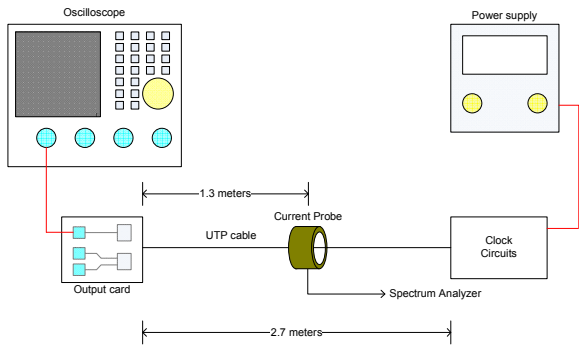 Oscilloscope
Power supply
1.3 meters
Current Probe
UTP cable
Clock
Circuits
Output card
Spectrum Analyzer
2.7 meters